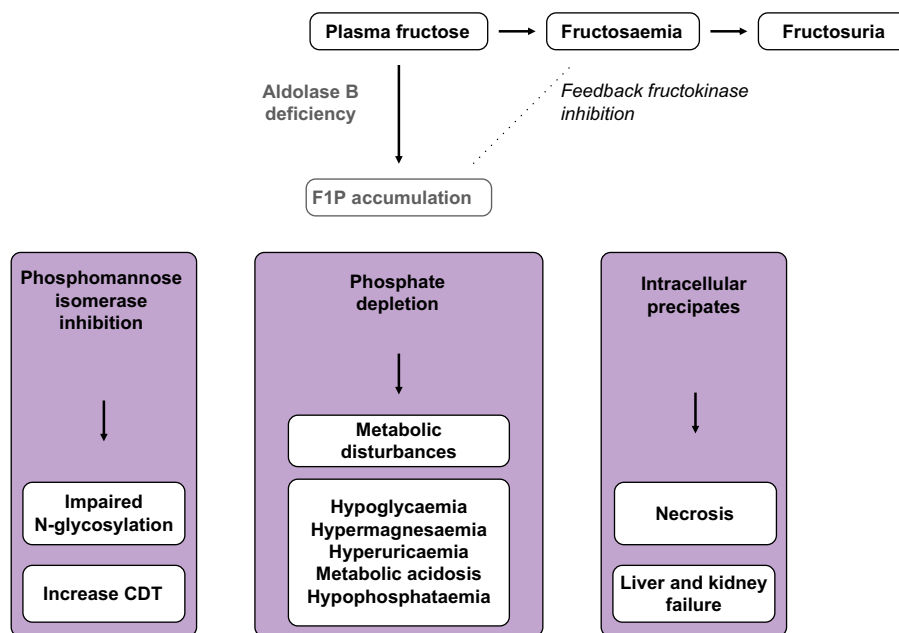 Plasma fructose
Fructosaemia
Fructosuria
Aldolase B
deficiency
Feedback fructokinase
inhibition
F1P accumulation
Phosphomannose
isomerase
inhibition
Impaired
N-glycosylation
Increase CDT
Phosphate
depletion
Metabolic
disturbances
Hypoglycaemia
Hypermagnesaemia
Hyperuricaemia
Metabolic acidosis
Hypophosphataemia
Intracellular
precipates
Necrosis
Liver and kidney
failure